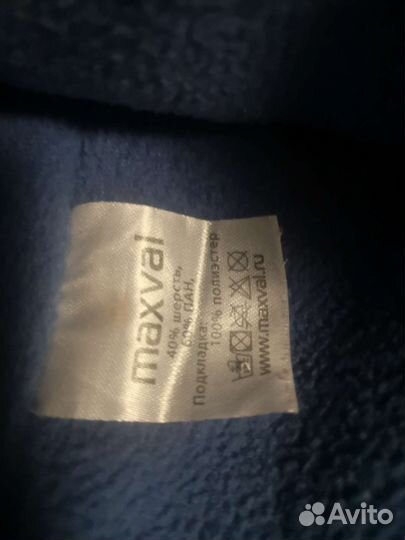 maxval
40% шерсть,
60% ПАН,
Подкладка:
100% полиэстер
www.maxval.ru
Avito